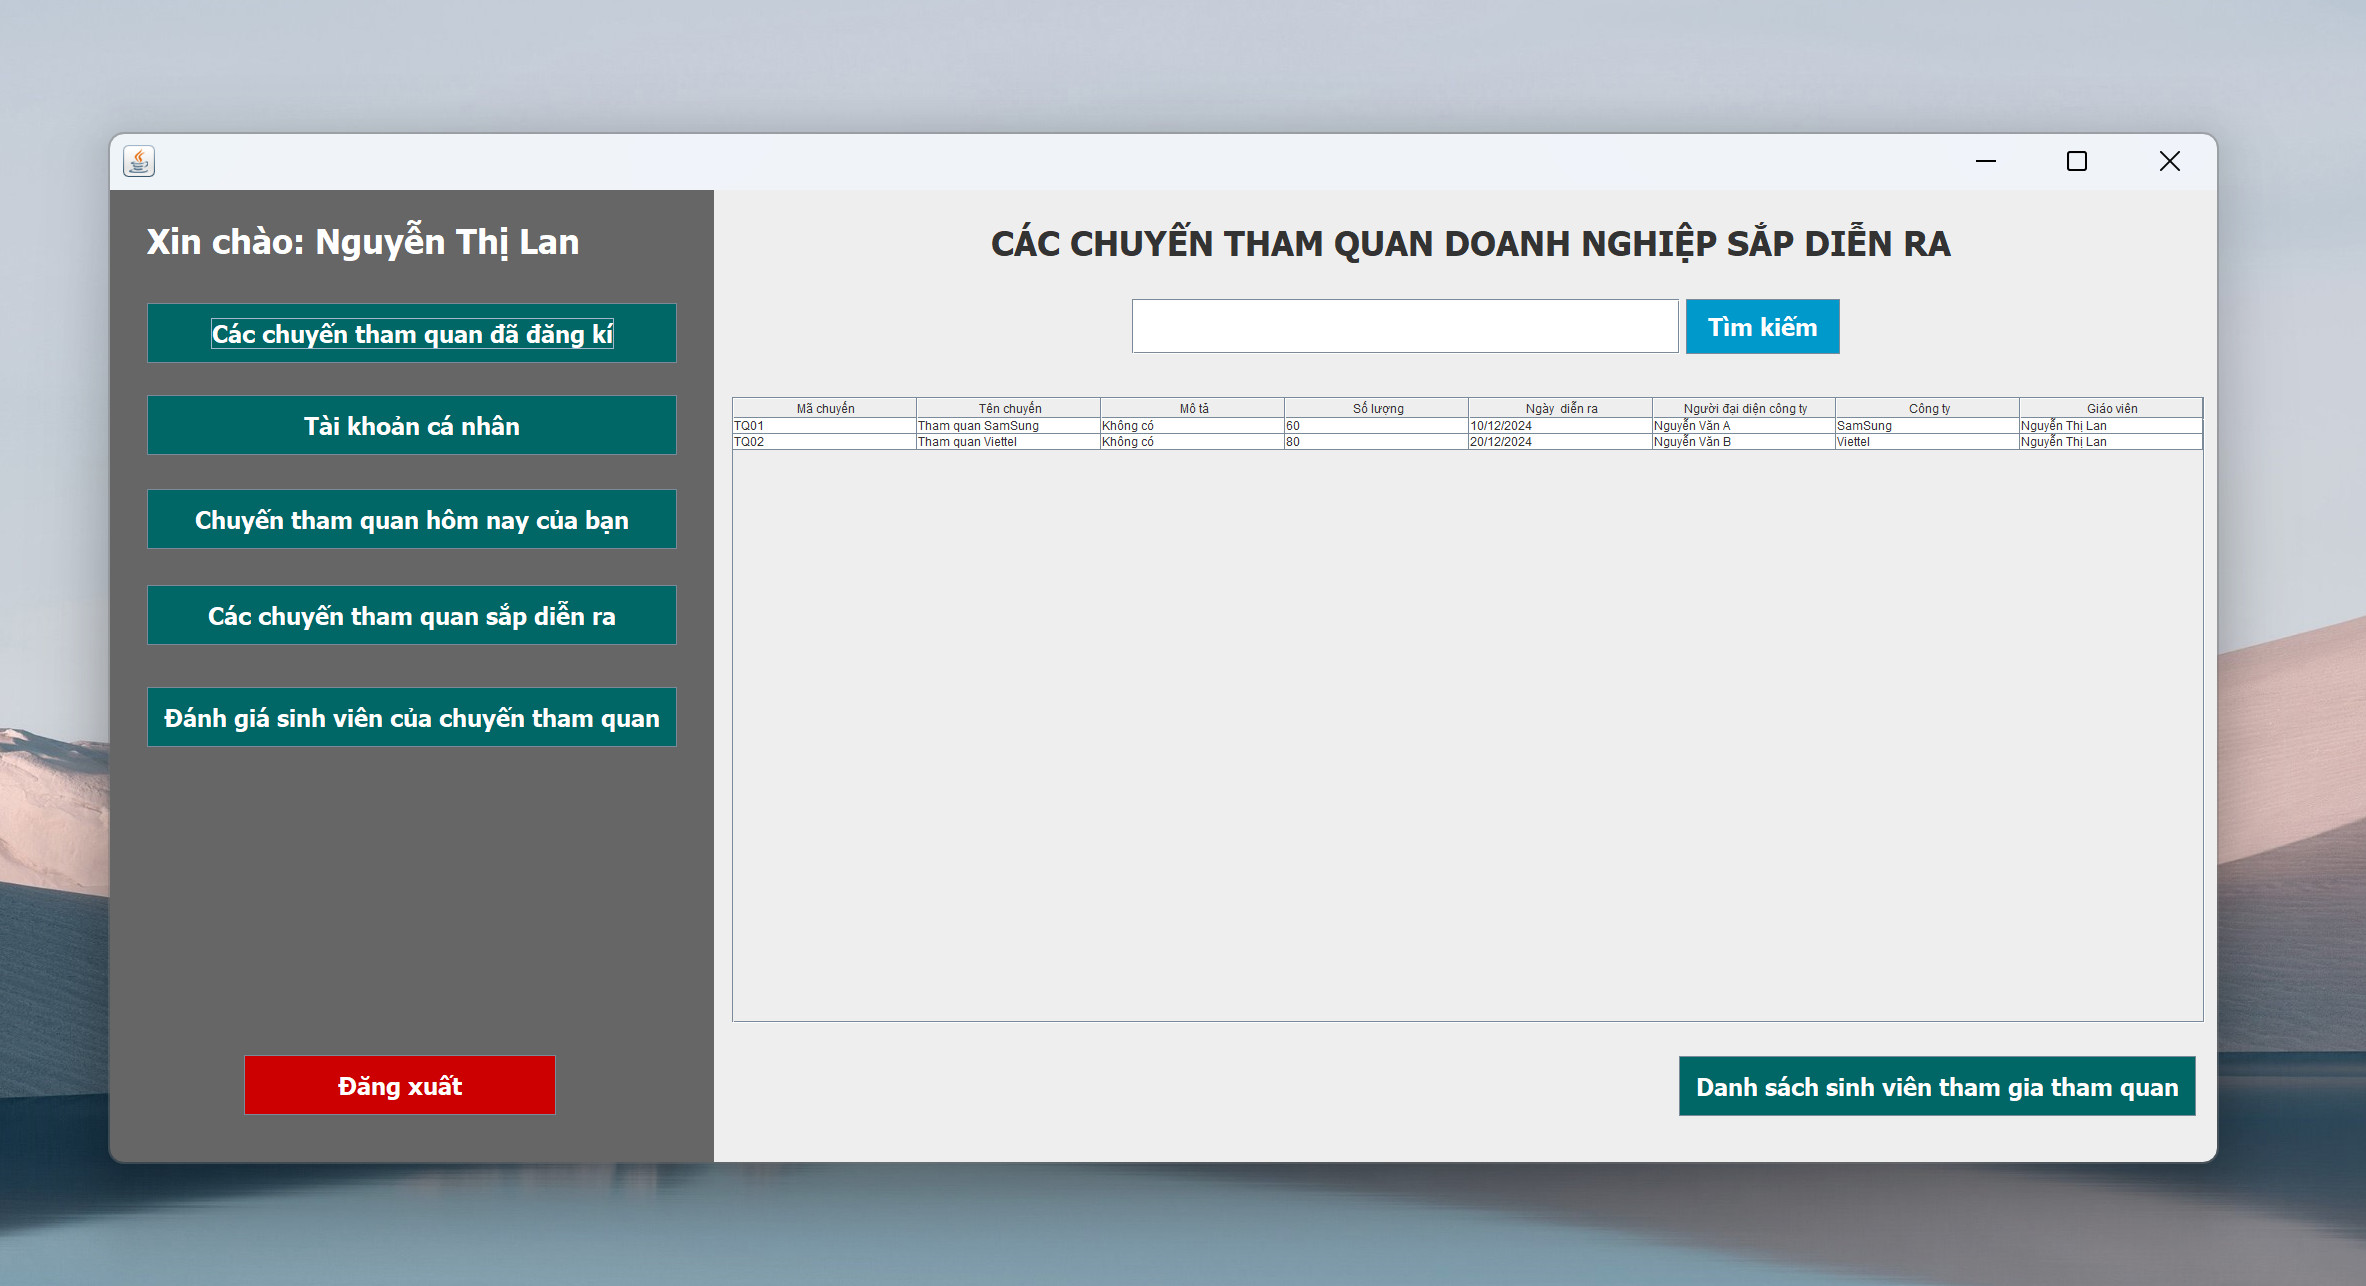 Xin chào: Nguyễn Thị Lan
Các chuyến tham quan đã đăng kí
Tài khoản cá nhân
Chuyến tham quan hôm nay của bạn
Các chuyến tham quan sắp diễn ra
Đánh giá sinh viên của chuyến tham quan
Đăng xuất
CÁC CHUYẾN THAM QUAN DOANH NGHIỆP SẮP DIỄN RA
Tìm kiếm
Mã chuyến Tên chuyến Mô tả Số lượng Ngày diễn ra Người đại diện công ty Công ty Giáo viên
TQ01 Tham quan SamSung Không có 60 10/12/2024 Nguyễn Văn A SamSung Nguyễn Thị Lan
TQ02 Tham quan Viettel Không có 80 20/12/2024 Nguyễn Văn B Viettel Nguyễn Thị Lan
Danh sách sinh viên tham gia tham quan